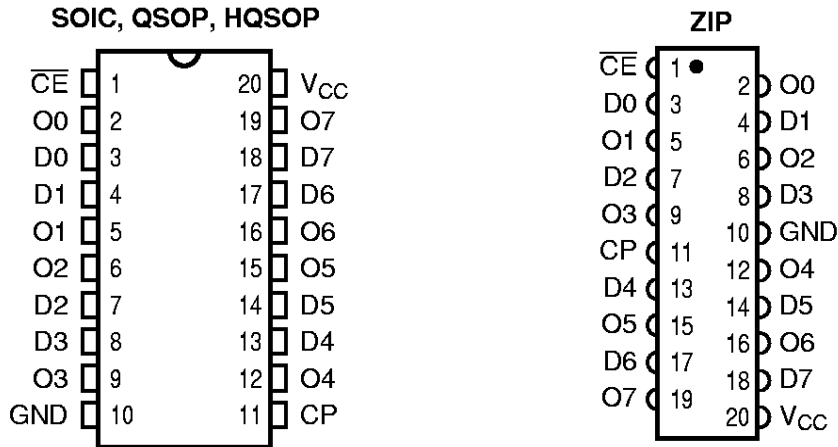 SOIC, QSOP, HQSOP
CE 1 20 VCC
O0 2 19 O7
D0 3 18 D7
D1 4 17 D6
O1 5 16 O6
O2 6 15 O5
D2 7 14 D5
D3 8 13 D4
O3 9 12 O4
GND 10 11 CP
ZIP
CE 1
2 O0
D0 3
4 D1
O1 5
6 O2
D2 7
8 D3
O3 9
10 GND
CP 11
12 O4
D4 13
14 D5
O5 15
16 O6
D6 17
18 D7
O7 19
20 VCC